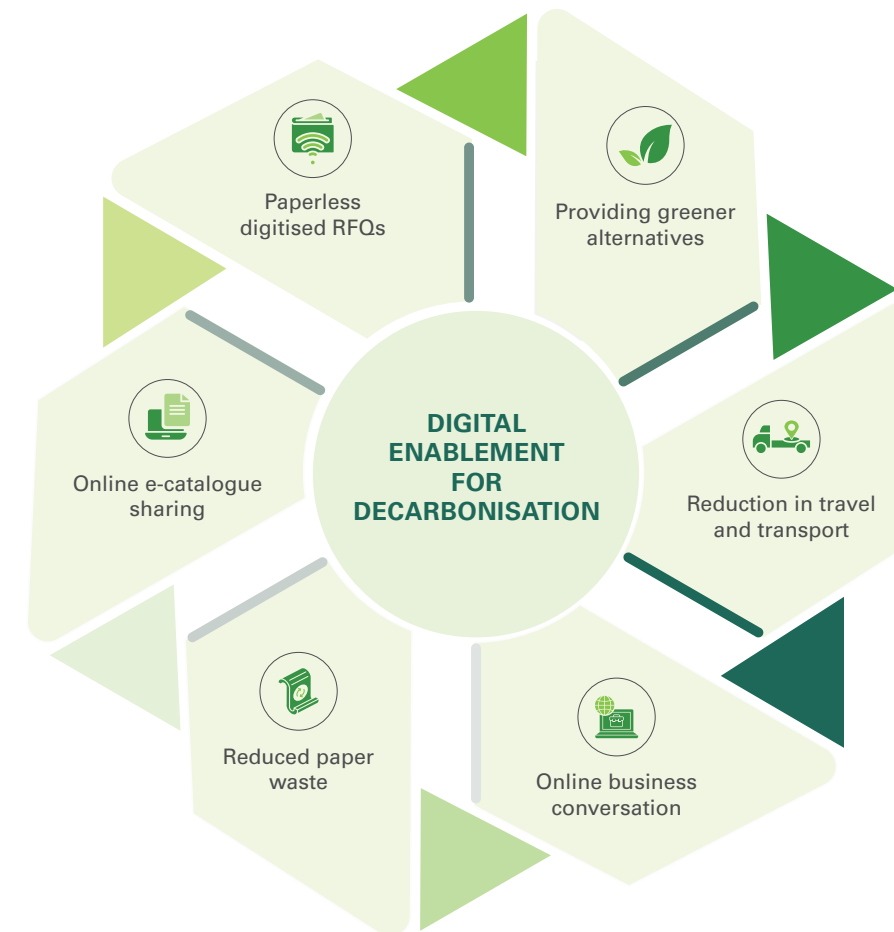 Paperless
digitised RFQs
Providing greener
alternatives
Reduction in travel
and transport
Online business
conversation
Reduced paper
waste
Online e-catalogue
sharing
DIGITAL
ENABLEMENT
FOR
DECARBONISATION